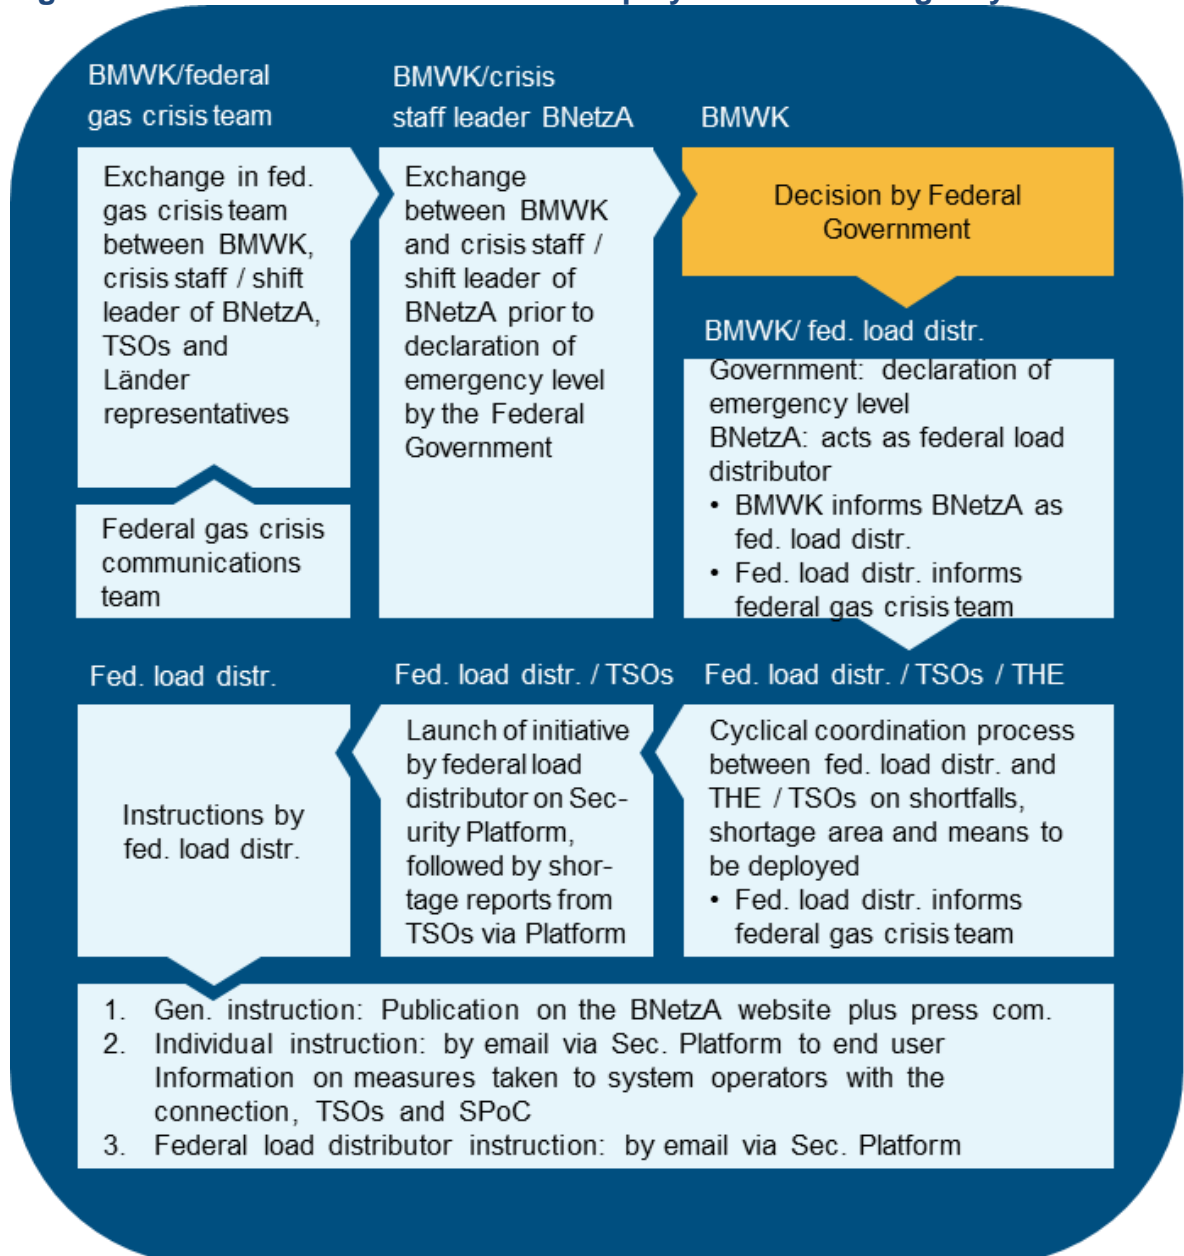 BMWK/federal
gas crisis team
Exchange in fed.
gas crisis team
between BMWK,
crisis staff / shift
leader of BNetzA,
TSOs and
Länder
representatives
Federal gas crisis
communications
team
BMWK/crisis
staff leader BNetzA
Exchange
between BMWK
and crisis staff /
shift leader of
BNetzA prior to
declaration of
emergency level
by the Federal
Government
BMWK
Decision by Federal
Government
BMWK/ fed. load distr.
Government: declaration of
emergency level
BNetzA: acts as federal load
distributor
• BMWK informs BNetzA as
fed. load distr.
• Fed. load distr. informs
federal gas crisis team
Fed. load distr. / TSOs / THE
Cyclical coordination process
between fed. load distr. and
THE / TSOs on shortfalls,
shortage area and means to
be deployed
• Fed. load distr. informs
federal gas crisis team
Fed. load distr. / TSOs
Launch of initiative
by federal load
distributor on Sec-
urity Platform,
followed by shor-
tage reports from
TSOs via Platform
Fed. load distr.
Instructions by
fed. load distr.
1. Gen. instruction: Publication on the BNetzA website plus press com.
2. Individual instruction: by email via Sec. Platform to end user
Information on measures taken to system operators with the
connection, TSOs and SPoC
3. Federal load distributor instruction: by email via Sec. Platform